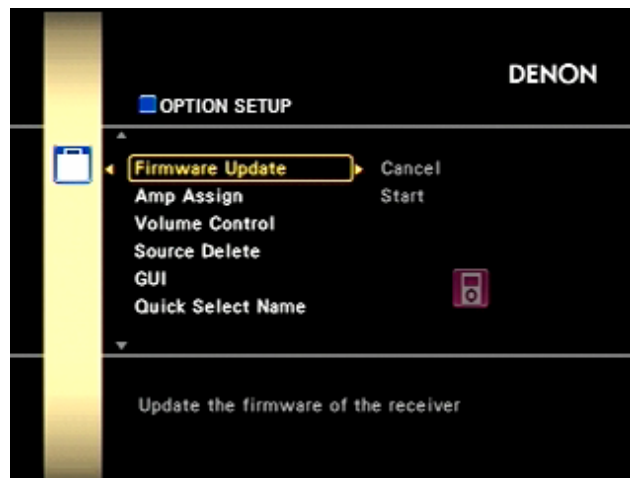 DENON
OPTION SETUP
Firmware Update
Cancel
Amp Assign
Start
Volume Control
Source Delete
GUI
Quick Select Name
Update the firmware of the receiver